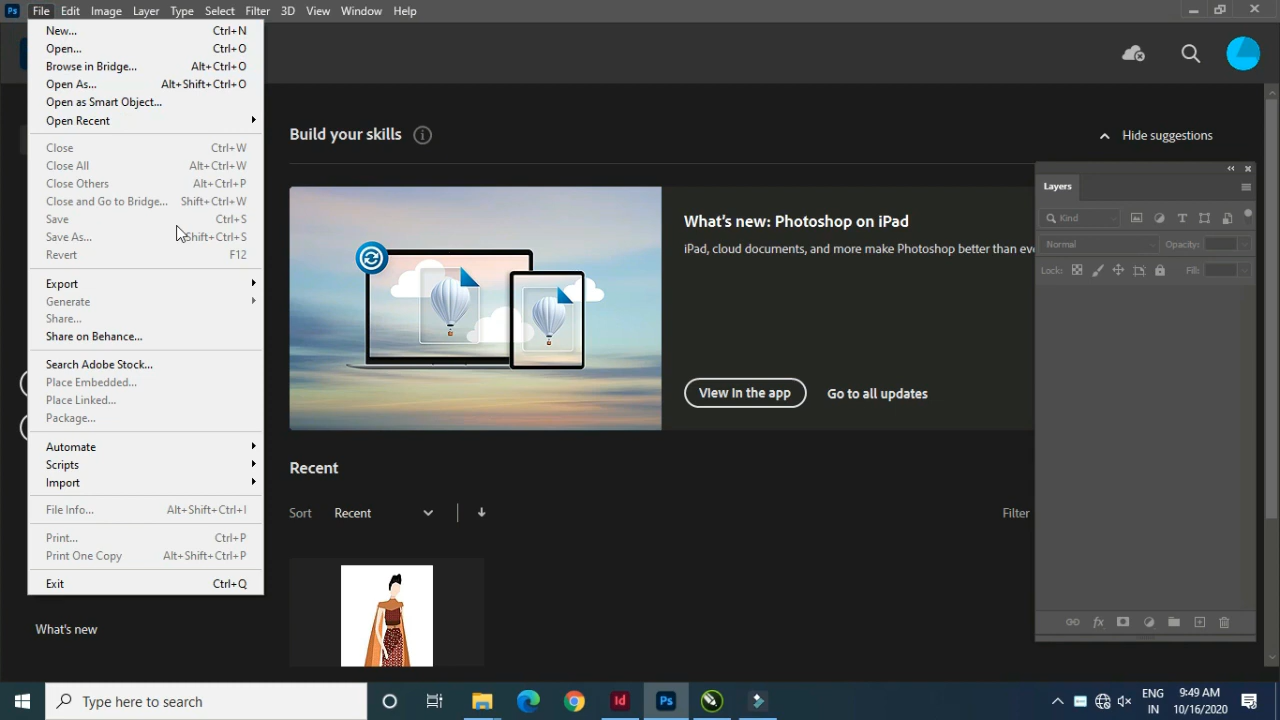 Ps File Edit Image Layer Type Select Filter 3D View Window Help
New... Ctrl+N
Open... Ctrl+O
Browse in Bridge... Alt+Ctrl+O
Open As... Alt+Shift+Ctrl+O
Open as Smart Object...
Open Recent
Close Ctrl+W
Close All Alt+Ctrl+W
Close Others Alt+Ctrl+P
Close and Go to Bridge... Shift+Ctrl+W
Save Ctrl+S
Save As... Shift+Ctrl+S
Revert F12
Export
Generate
Share...
Share on Behance...
Search Adobe Stock...
Place Embedded...
Place Linked...
Package...
Automate
Scripts
Import
File Info... Alt+Shift+Ctrl+I
Print... Ctrl+P
Print One Copy Alt+Shift+Ctrl+P
Exit Ctrl+Q
What's new
Build your skills
Hide suggestions
What's new: Photoshop on iPad
iPad, cloud documents, and more make Photoshop better than
View in the app Go to all updates
Recent
Sort Recent
Filter
Layers
Kind
Normal Opacity:
Lock: Fill:
Type here to search
Id Ps
ENG
IN
9:49 AM
10/16/2020